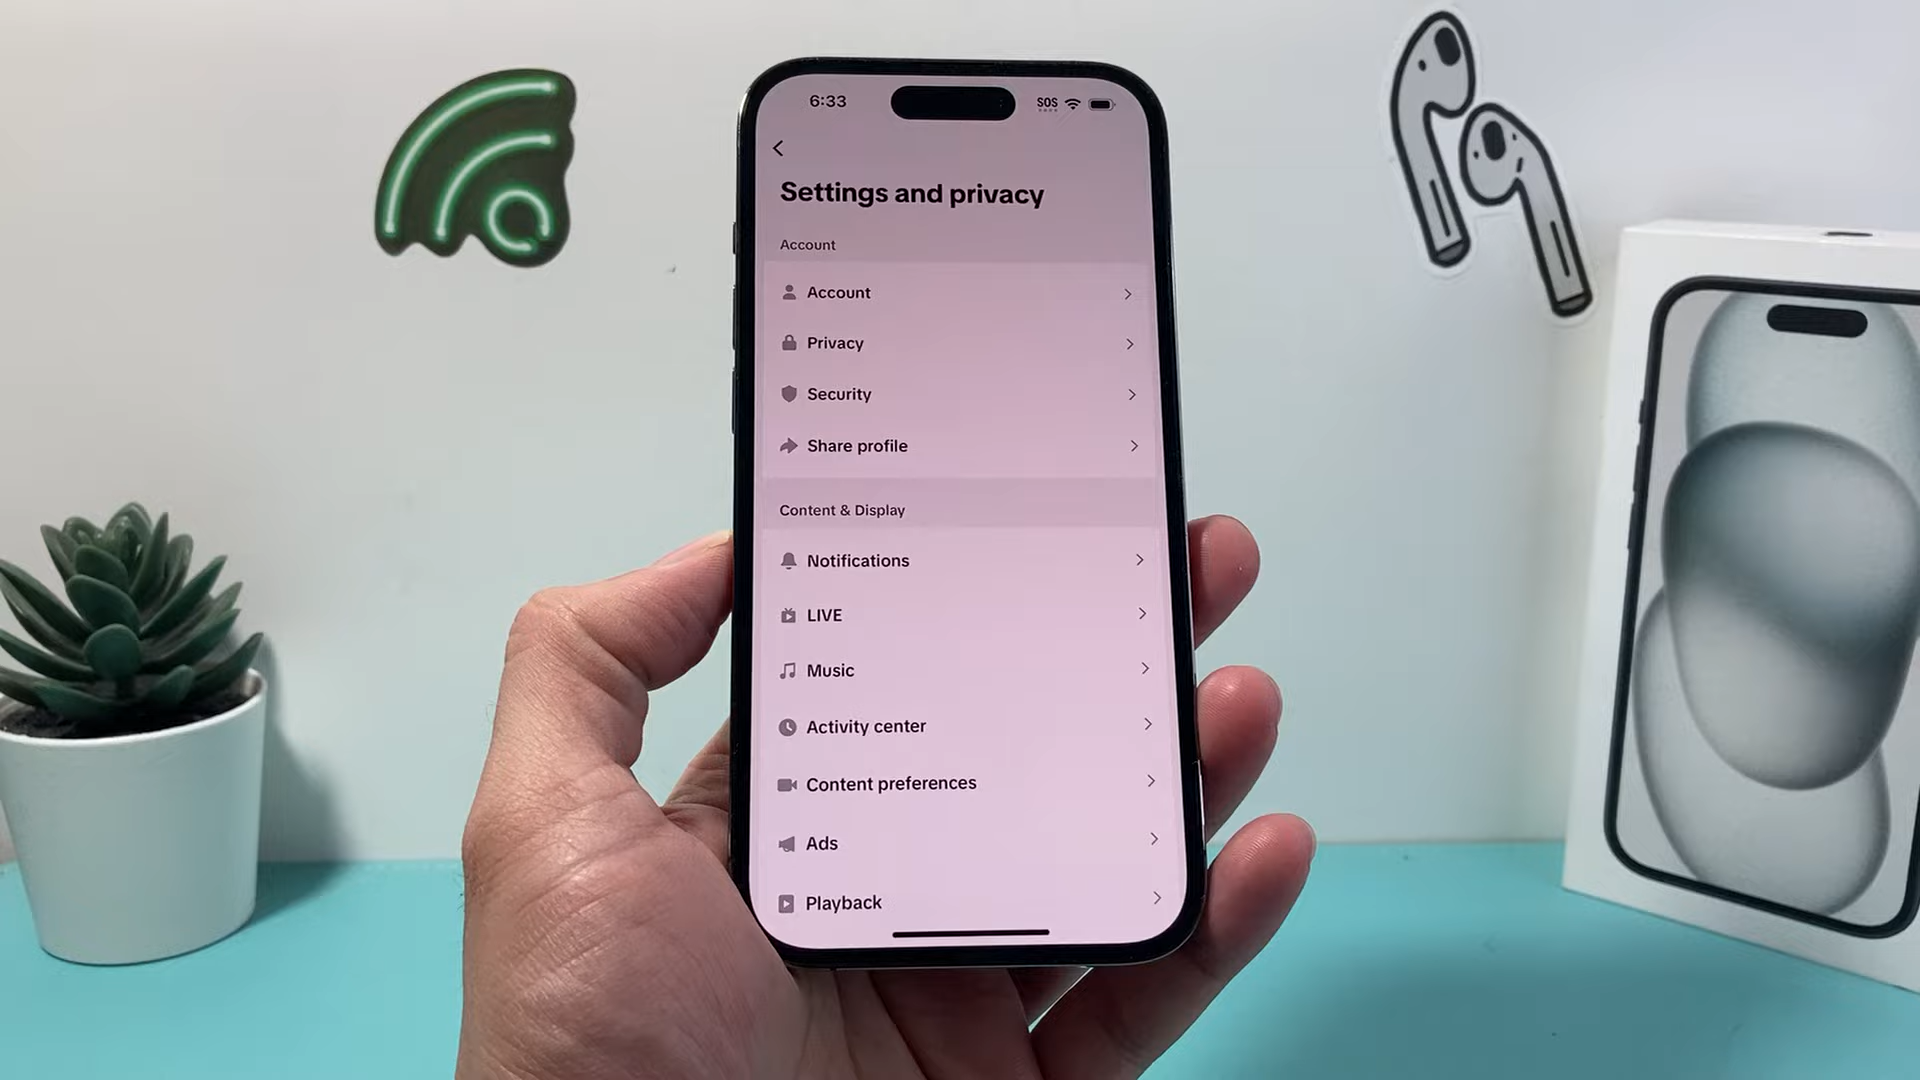 6:33 SOS
Settings and privacy
Account
Account
Privacy
Security
Share profile
Content & Display
Notifications
LIVE
Music
Activity center
Content preferences
Ads
Playback